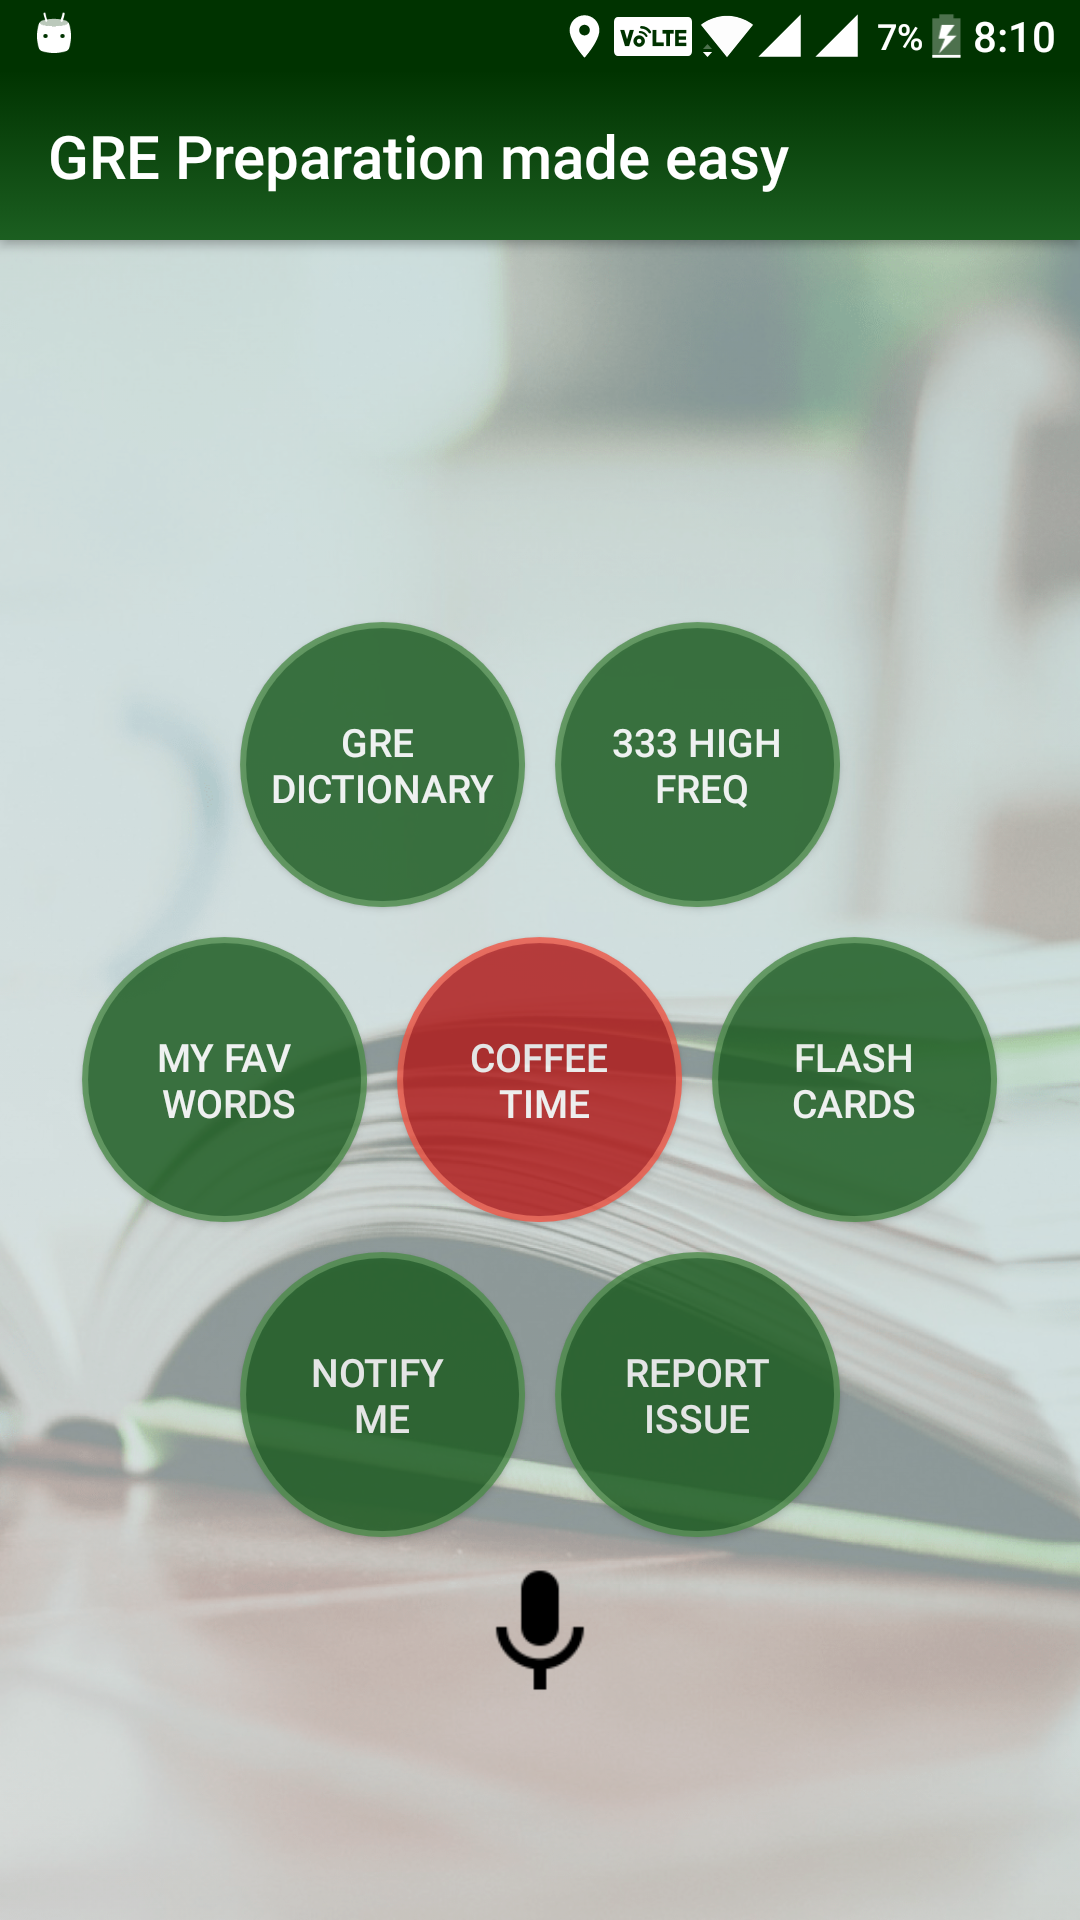 VoLTE 7% 8:10
GRE Preparation made easy
GRE
DICTIONARY
333 HIGH
FREQ
MY FAV
WORDS
COFFEE
TIME
FLASH
CARDS
NOTIFY
ME
REPORT
ISSUE